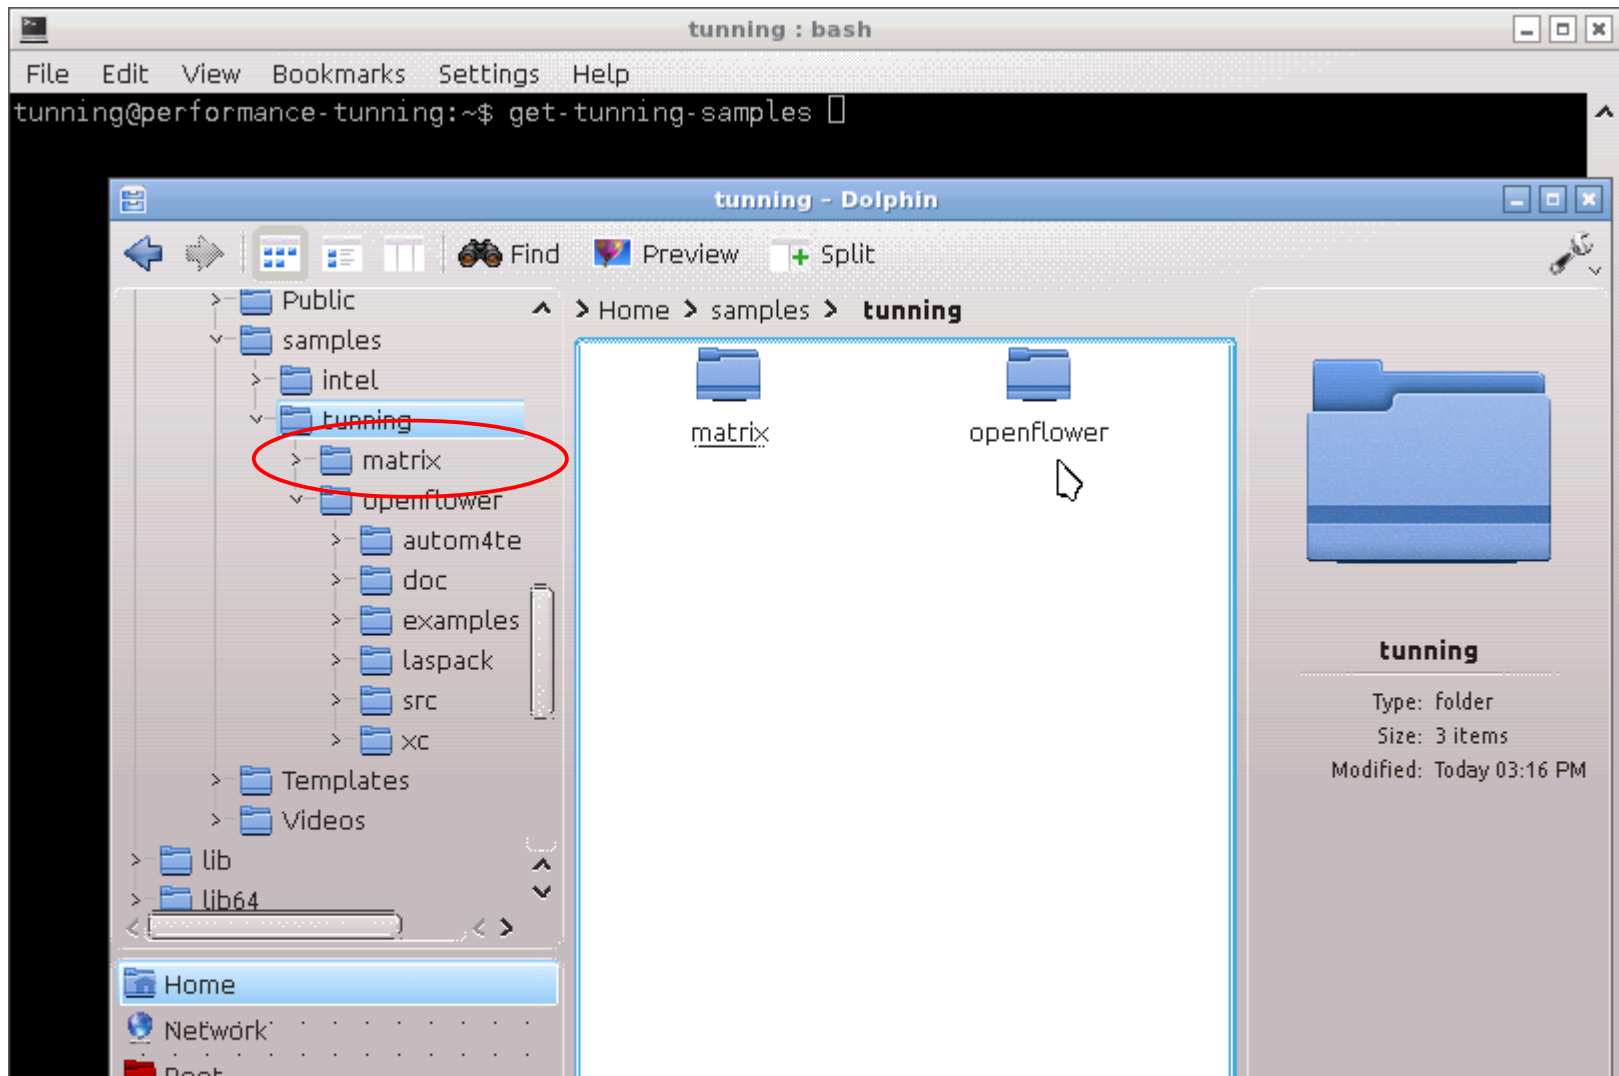 tunning : bash
File Edit View Bookmarks Settings Help
tunning@performance-tunning:~$ get-tunning-samples
tunning – Dolphin
Find Preview Split
Public
samples
intel
tunning
matrix
openflower
autom4te
doc
examples
laspack
src
xc
Templates
Videos
lib
lib64
Home
Network
Root
> Home > samples > tunning
matrix openflower
tunning
Type: folder
Size: 3 items
Modified: Today 03:16 PM